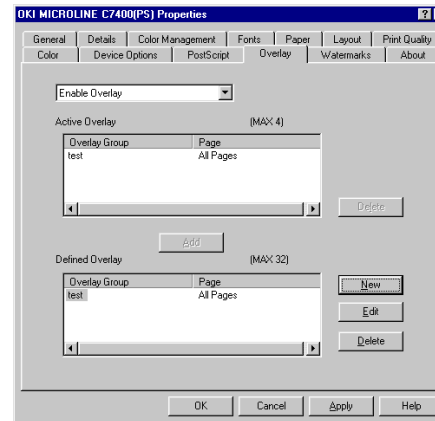 OKI MICROLINE C7400(PS) Properties
?
General Details Color Management Fonts Paper Layout Print Quality
Color Device Options PostScript Overlay Watermarks About
Enable Overlay
Active Overlay (MAX 4)
Overlay Group Page
test All Pages
Delete
Add
Defined Overlay (MAX 32)
Overlay Group Page
test All Pages
New
Edit
Delete
OK Cancel Apply Help